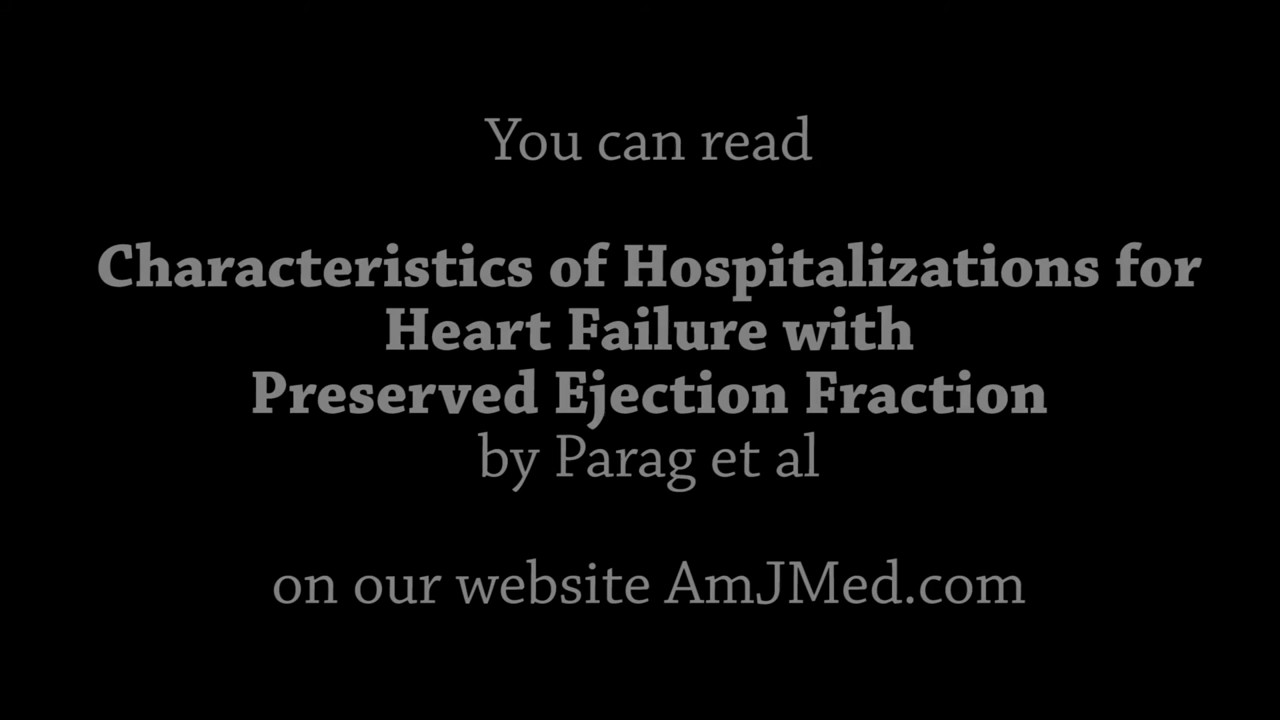 You can read
Characteristics of Hospitalizations for
Heart Failure with
Preserved Ejection Fraction
by Parag et al
on our website AmJMed.com